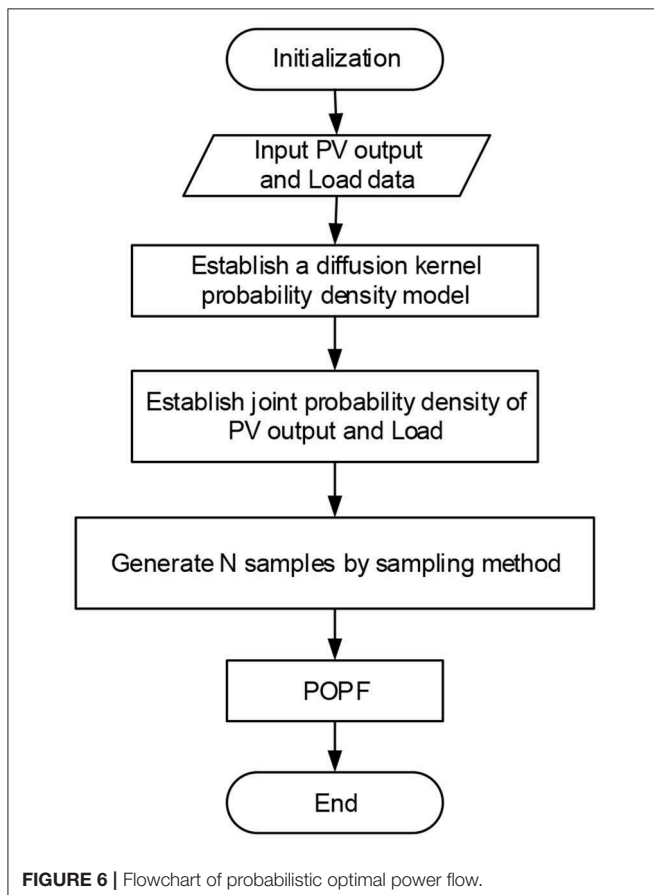 Initialization
Input PV output
and Load data
Establish a diffusion kernel
probability density model
Establish joint probability density of
PV output and Load
Generate N samples by sampling method
POPF
End
FIGURE 6 | Flowchart of probabilistic optimal power flow.